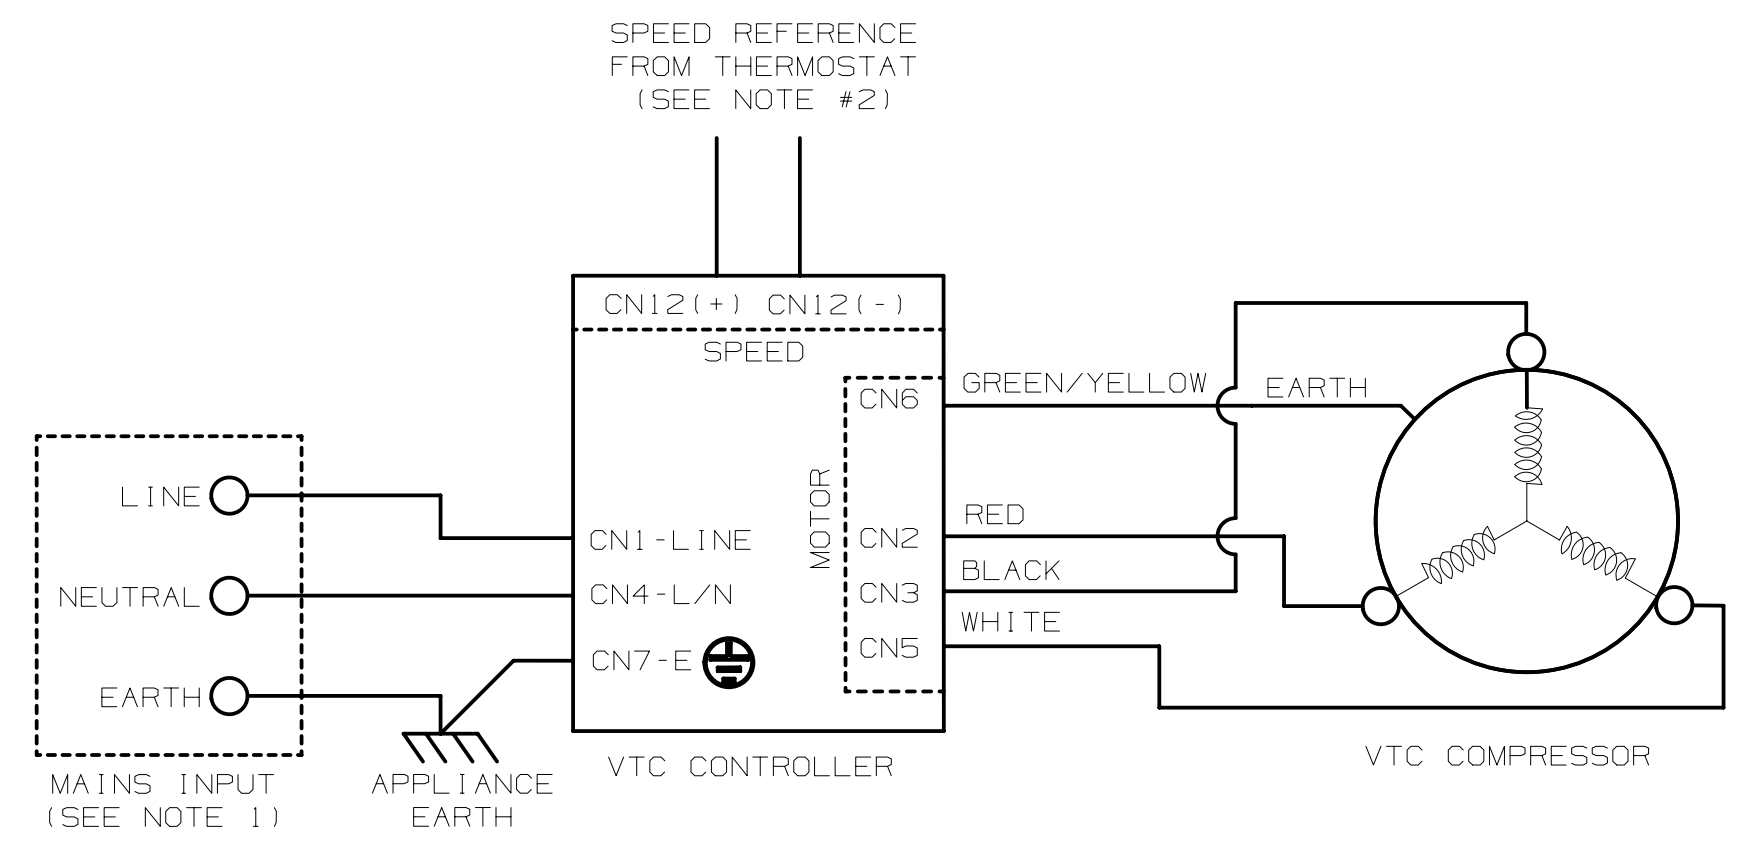 SPEED REFERENCE
FROM THERMOSTAT
(SEE NOTE #2)
CN12(+) CN12(-)
SPEED
GREEN/YELLOW
EARTH
CN6
MOTOR
LINE
RED
CN1-LINE
CN2
BLACK
NEUTRAL
CN4-L/N
CN3
WHITE
CN5
CN7-E
EARTH
VTC CONTROLLER
VTC COMPRESSOR
MAINS INPUT
(SEE NOTE 1)
APPLIANCE
EARTH